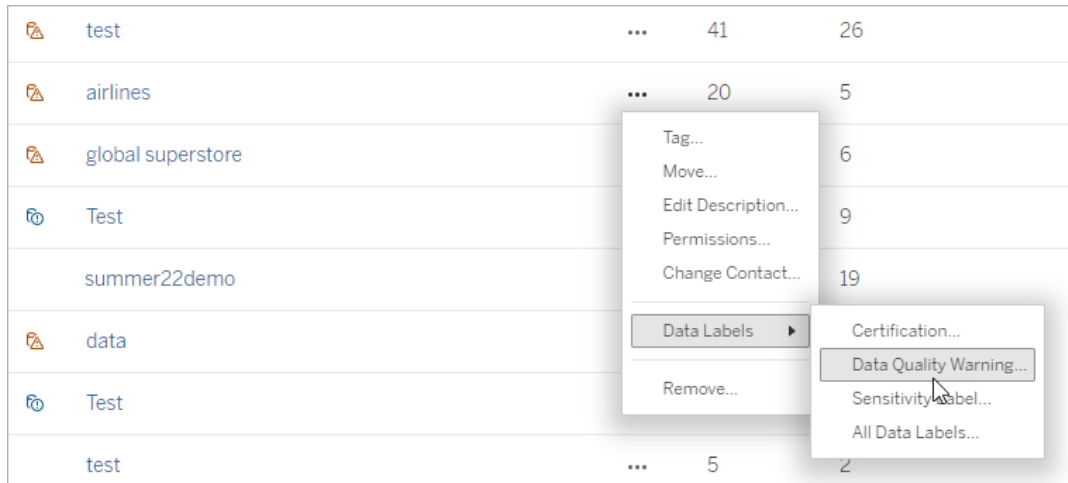 test ... 41 26
airlines ... 20 5
Tag...
global superstore 6
Move...
Edit Description...
Test 9
Permissions...
Change Contact...
summer22demo 19
Data Labels
Certification...
data
Data Quality Warning...
Remove...
Sensitivity Label...
Test
All Data Labels...
test ... 5 2